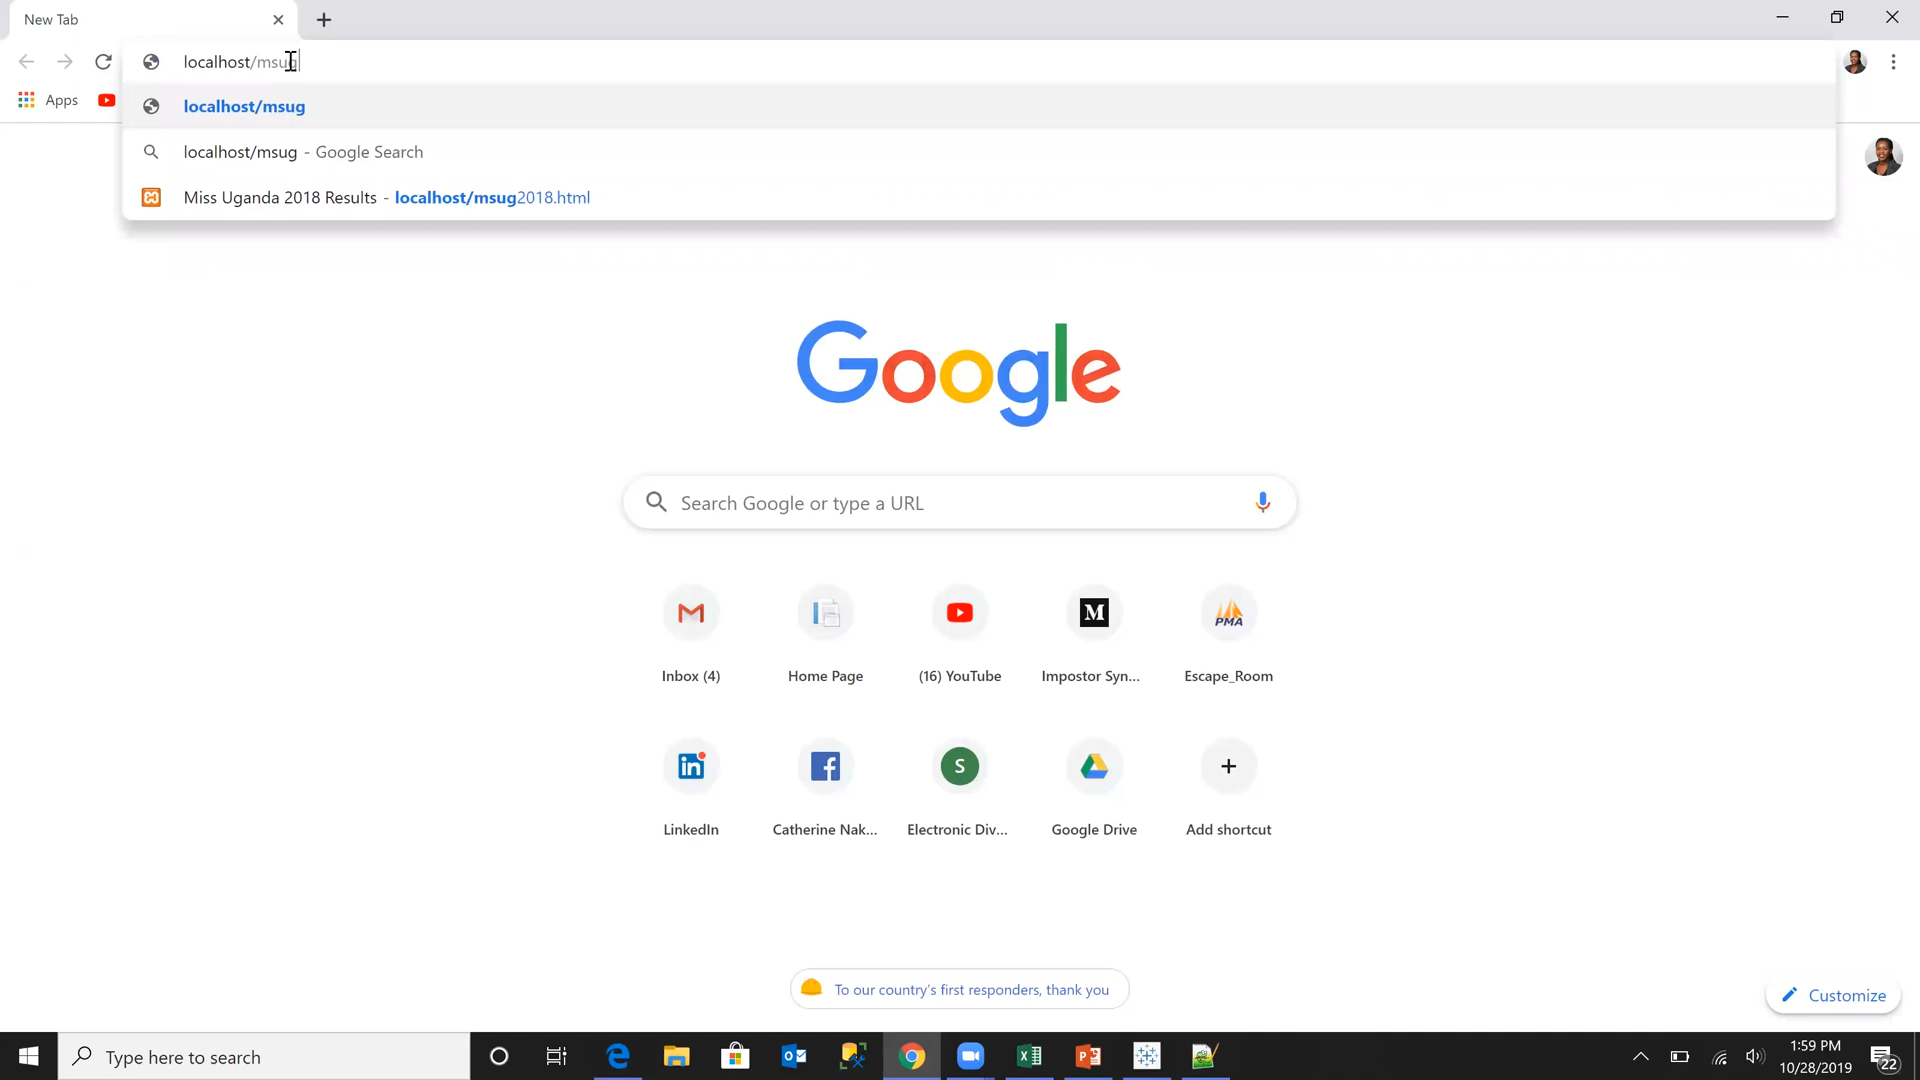 New Tab
localhost/msug
Apps
localhost/msug
localhost/msug - Google Search
Miss Uganda 2018 Results - localhost/msug2018.html
Google
Search Google or type a URL
M
PMA
Inbox (4)
Home Page
(16) YouTube
Impostor Syn...
Escape_Room
in
S
LinkedIn
Catherine Nak...
Electronic Div...
Google Drive
Add shortcut
To our country's first responders, thank you
Customize
Type here to search
1:59 PM
10/28/2019
22